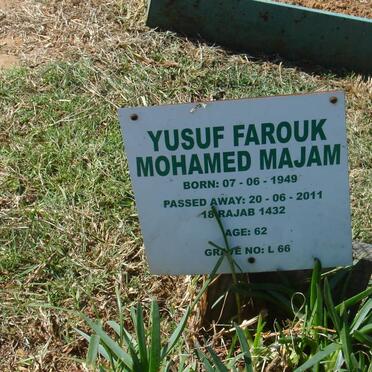 YUSUF FAROUK
MOHAMED MAJAM
BORN: 07 - 06 - 1949
PASSED AWAY: 20 - 06 - 2011
18 RAJAB 1432
AGE: 62
GRAVE NO: L 66